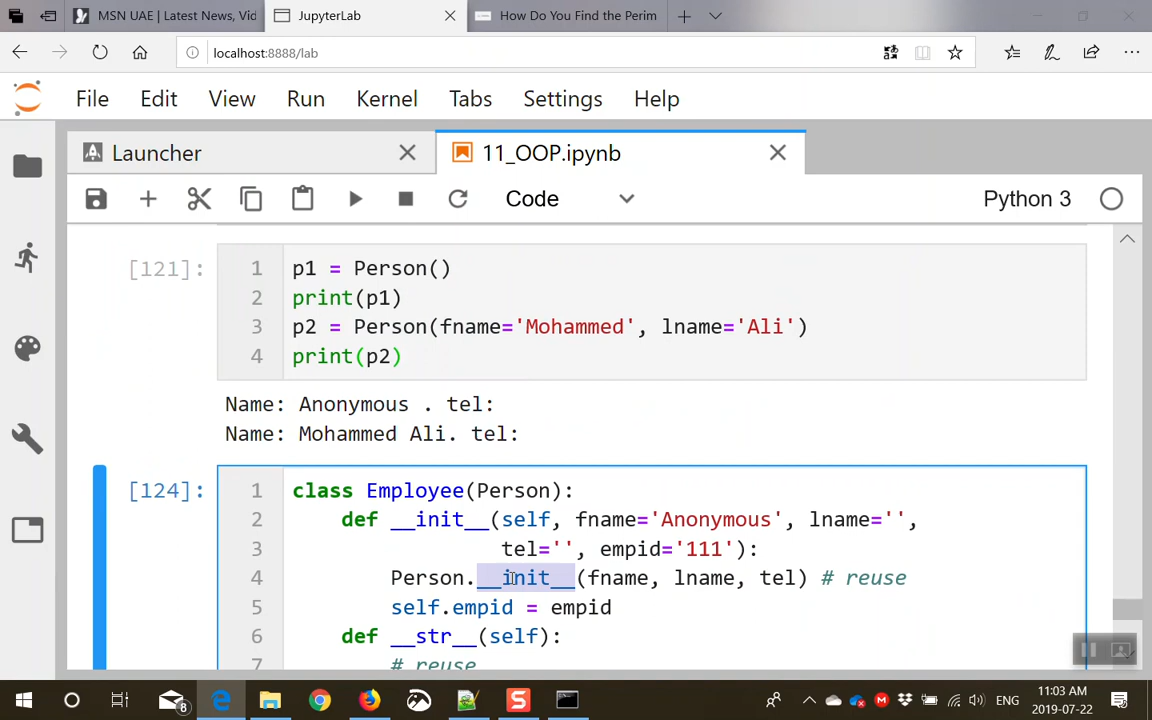 MSN UAE | Latest News, Vid
JupyterLab
How Do You Find the Perim
localhost:8888/lab
File Edit View Run Kernel Tabs Settings Help
Launcher
11_OOP.ipynb
Code
Python 3
[121]:
1 p1 = Person()
2 print(p1)
3 p2 = Person(fname='Mohammed', lname='Ali')
4 print(p2)
Name: Anonymous . tel:
Name: Mohammed Ali. tel:
[124]:
1 class Employee(Person):
2 def __init__(self, fname='Anonymous', lname='',
3 tel='', empid='111'):
4 Person.__init__(fname, lname, tel) # reuse
5 self.empid = empid
6 def __str__(self):
7 # reuse
8
ENG
11:03 AM
2019-07-22